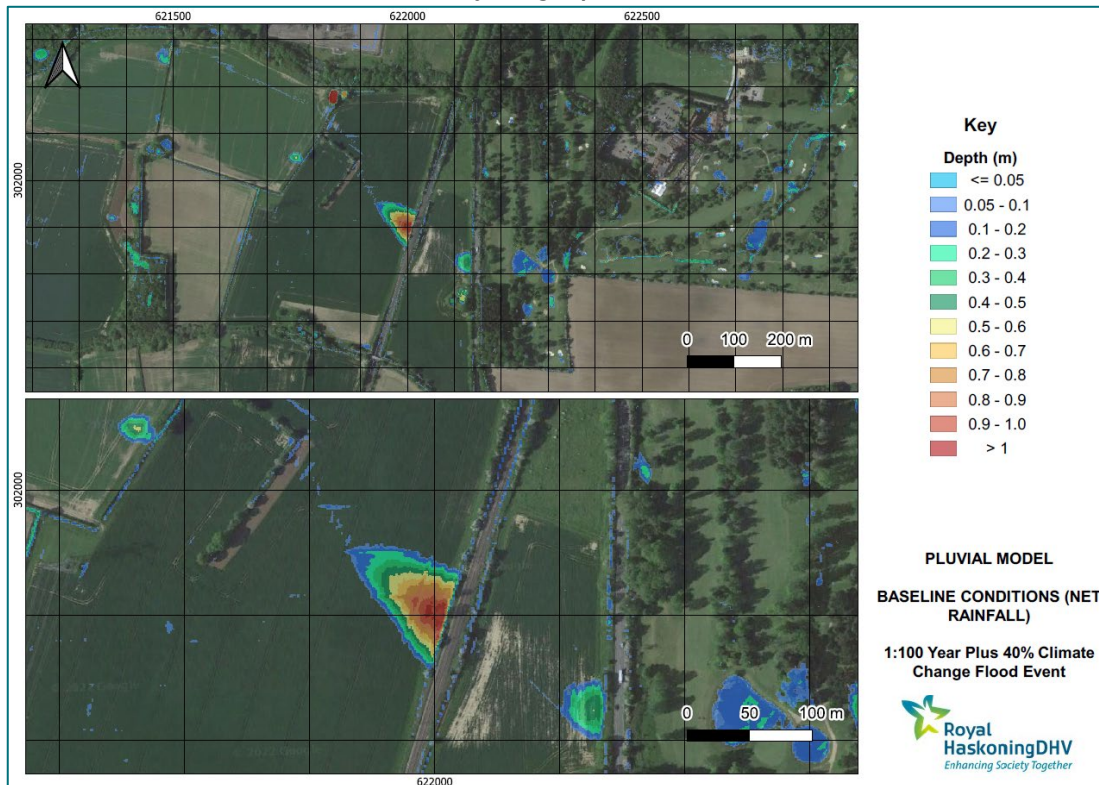 621500
622000
622500
302000
0 100 200 m
302000
0 50 100 m
622000
Key
Depth (m)
<= 0.05
0.05 - 0.1
0.1 - 0.2
0.2 - 0.3
0.3 - 0.4
0.4 - 0.5
0.5 - 0.6
0.6 - 0.7
0.7 - 0.8
0.8 - 0.9
0.9 - 1.0
> 1
PLUVIAL MODEL
BASELINE CONDITIONS (NET
RAINFALL)
1:100 Year Plus 40% Climate
Change Flood Event
Royal
HaskoningDHV
Enhancing Society Together